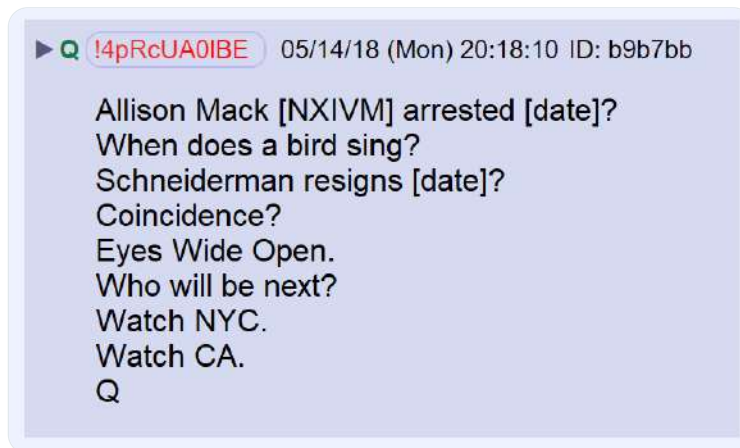 Q !4pRcUA0IBE 05/14/18 (Mon) 20:18:10 ID: b9b7bb
Allison Mack [NXIVM] arrested [date]?
When does a bird sing?
Schneiderman resigns [date]?
Coincidence?
Eyes Wide Open.
Who will be next?
Watch NYC.
Watch CA.
Q